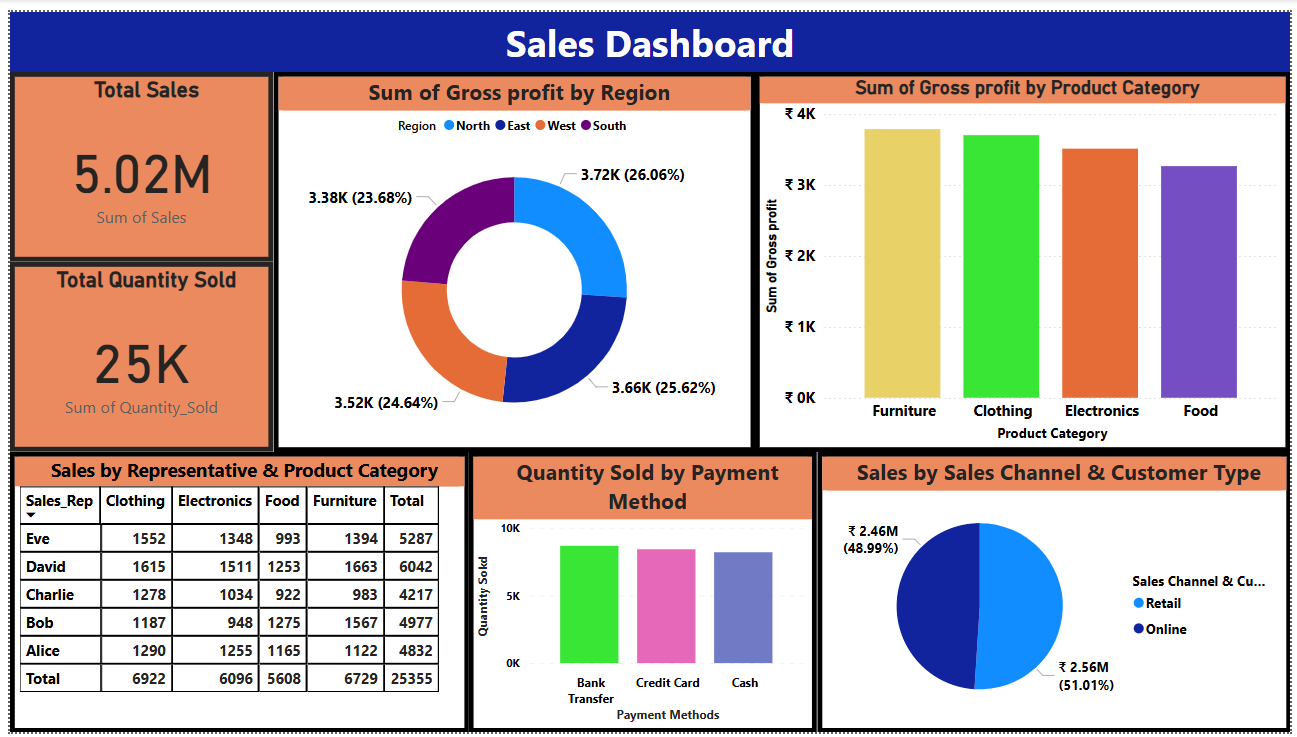 Sales Dashboard
Total Sales
5.02M
Sum of Sales
Total Quantity Sold
25K
Sum of Quantity_Sold
Sum of Gross profit by Region
Region North East West South
3.72K (26.06%)
3.38K (23.68%)
3.66K (25.62%)
3.52K (24.64%)
Sum of Gross profit by Product Category
Sum of Gross profit
₹ 4K
₹ 3K
₹ 2K
₹ 1K
₹ 0K
Furniture Clothing Electronics Food
Product Category
Sales by Representative & Product Category
Sales_Rep Clothing Electronics Food Furniture Total
Eve 1552 1348 993 1394 5287
David 1615 1511 1253 1663 6042
Charlie 1278 1034 922 983 4217
Bob 1187 948 1275 1567 4977
Alice 1290 1255 1165 1122 4832
Total 6922 6096 5608 6729 25355
Quantity Sold by Payment
Method
Quantity Sokd
10K
5K
0K
Bank Credit Card Cash
Transfer
Payment Methods
Sales by Sales Channel & Customer Type
₹ 2.46M
(48.99%)
Sales Channel & Cu...
Retail
Online
₹ 2.56M
(51.01%)